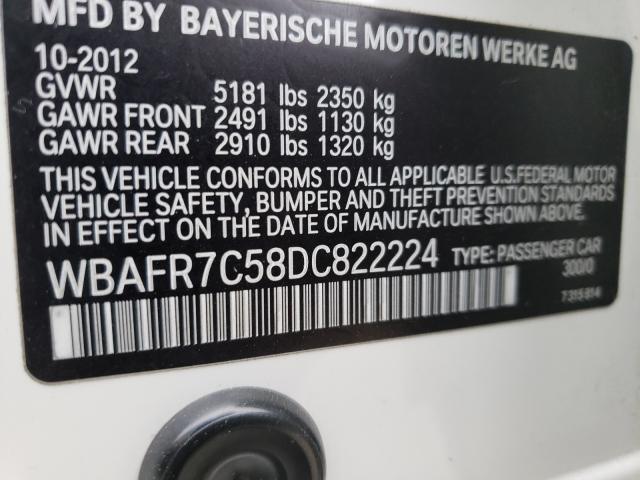 MFD BY BAYERISCHE MOTOREN WERKE AG
10-2012
GVWR 5181 lbs 2350 kg
GAWR FRONT 2491 lbs 1130 kg
GAWR REAR 2910 lbs 1320 kg
THIS VEHICLE CONFORMS TO ALL APPLICABLE U.S.FEDERAL MOTOR
VEHICLE SAFETY, BUMPER AND THEFT PREVENTION STANDARDS
IN EFFECT ON THE DATE OF MANUFACTURE SHOWN ABOVE.
WBAFR7C58DC822224 TYPE: PASSENGER CAR
300/0
7315814